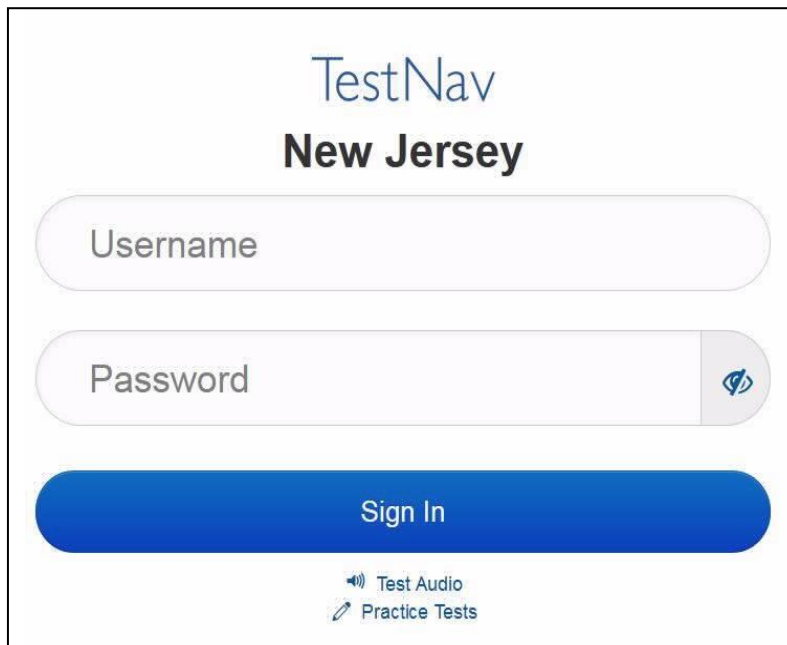 TestNav
New Jersey
Username
Password
Sign In
Test Audio
Practice Tests